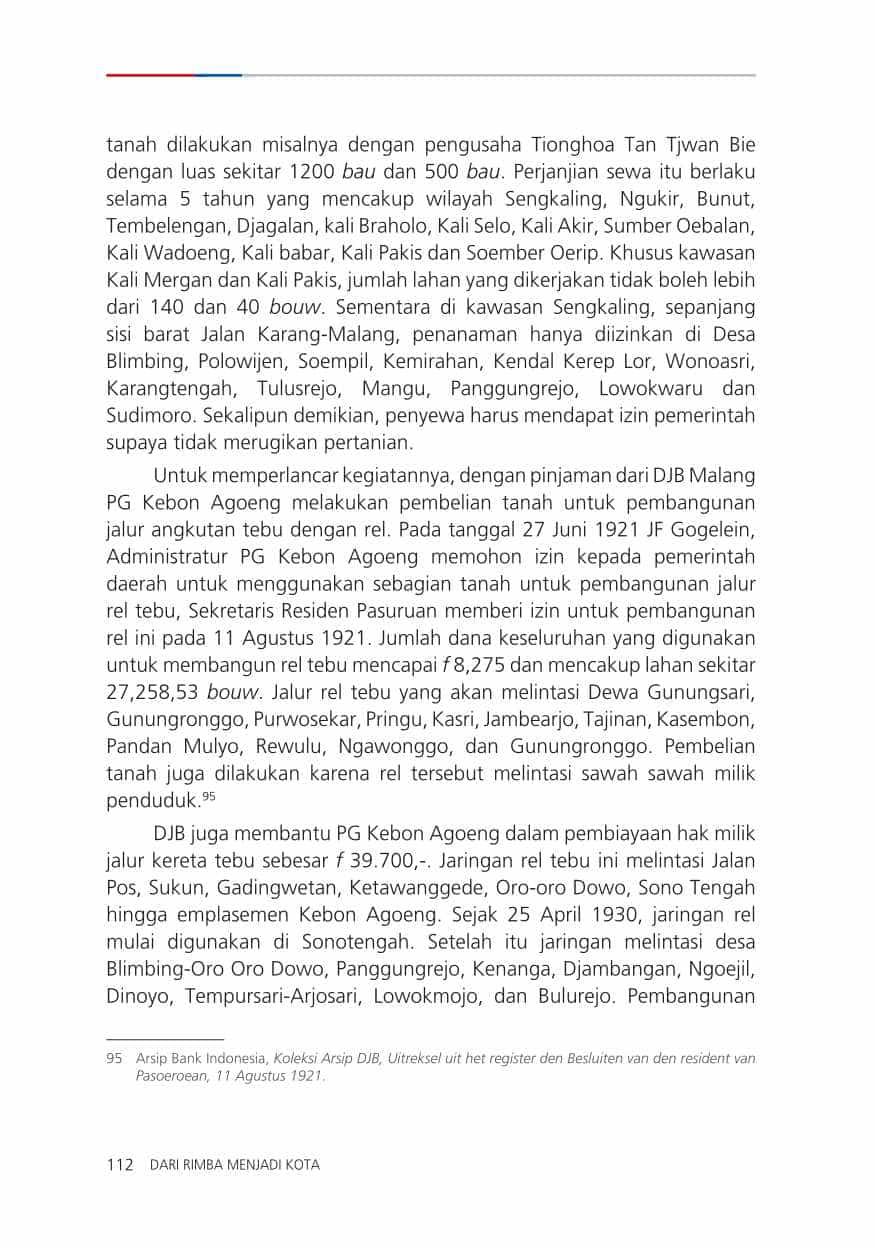 tanah dilakukan misalnya dengan pengusaha Tionghoa Tan Tjwan Bie
dengan luas sekitar 1200 bau dan 500 bau. Perjanjian sewa itu berlaku
selama 5 tahun yang mencakup wilayah Sengkaling, Ngukir, Bunut,
Tembelengan, Djagalan, kali Braholo, Kali Selo, Kali Akir, Sumber Oebalan,
Kali Wadoeng, Kali babar, Kali Pakis dan Soember Oerip. Khusus kawasan
Kali Mergan dan Kali Pakis, jumlah lahan yang dikerjakan tidak boleh lebih
dari 140 dan 40 bouw. Sementara di kawasan Sengkaling, sepanjang
sisi barat Jalan Karang-Malang, penanaman hanya diizinkan di Desa
Blimbing, Polowijen, Soempil, Kemirahan, Kendal Kerep Lor, Wonoasri,
Karangtengah, Tulusrejo, Mangu, Panggungrejo, Lowokwaru dan
Sudimoro. Sekalipun demikian, penyewa harus mendapat izin pemerintah
supaya tidak merugikan pertanian.
Untuk memperlancar kegiatannya, dengan pinjaman dari DJB Malang
PG Kebon Agoeng melakukan pembelian tanah untuk pembangunan
jalur angkutan tebu dengan rel. Pada tanggal 27 Juni 1921 JF Gogelein,
Administratur PG Kebon Agoeng memohon izin kepada pemerintah
daerah untuk menggunakan sebagian tanah untuk pembangunan jalur
rel tebu, Sekretaris Residen Pasuruan memberi izin untuk pembangunan
rel ini pada 11 Agustus 1921. Jumlah dana keseluruhan yang digunakan
untuk membangun rel tebu mencapai f 8,275 dan mencakup lahan sekitar
27,258,53 bouw. Jalur rel tebu yang akan melintasi Dewa Gunungsari,
Gunungronggo, Purwosekar, Pringu, Kasri, Jambearjo, Tajinan, Kasembon,
Pandan Mulyo, Rewulu, Ngawonggo, dan Gunungronggo. Pembelian
tanah juga dilakukan karena rel tersebut melintasi sawah sawah milik
penduduk.95
DJB juga membantu PG Kebon Agoeng dalam pembiayaan hak milik
jalur kereta tebu sebesar f 39.700,-. Jaringan rel tebu ini melintasi Jalan
Pos, Sukun, Gadingwetan, Ketawanggede, Oro-oro Dowo, Sono Tengah
hingga emplasemen Kebon Agoeng. Sejak 25 April 1930, jaringan rel
mulai digunakan di Sonotengah. Setelah itu jaringan melintasi desa
Blimbing-Oro Oro Dowo, Panggungrejo, Kenanga, Djambangan, Ngoejil,
Dinoyo, Tempursari-Arjosari, Lowokmojo, dan Bulurejo. Pembangunan
95 Arsip Bank Indonesia, Koleksi Arsip DJB, Uitreksel uit het register den Besluiten van den resident van
Pasoeroean, 11 Agustus 1921.
112 DARI RIMBA MENJADI KOTA